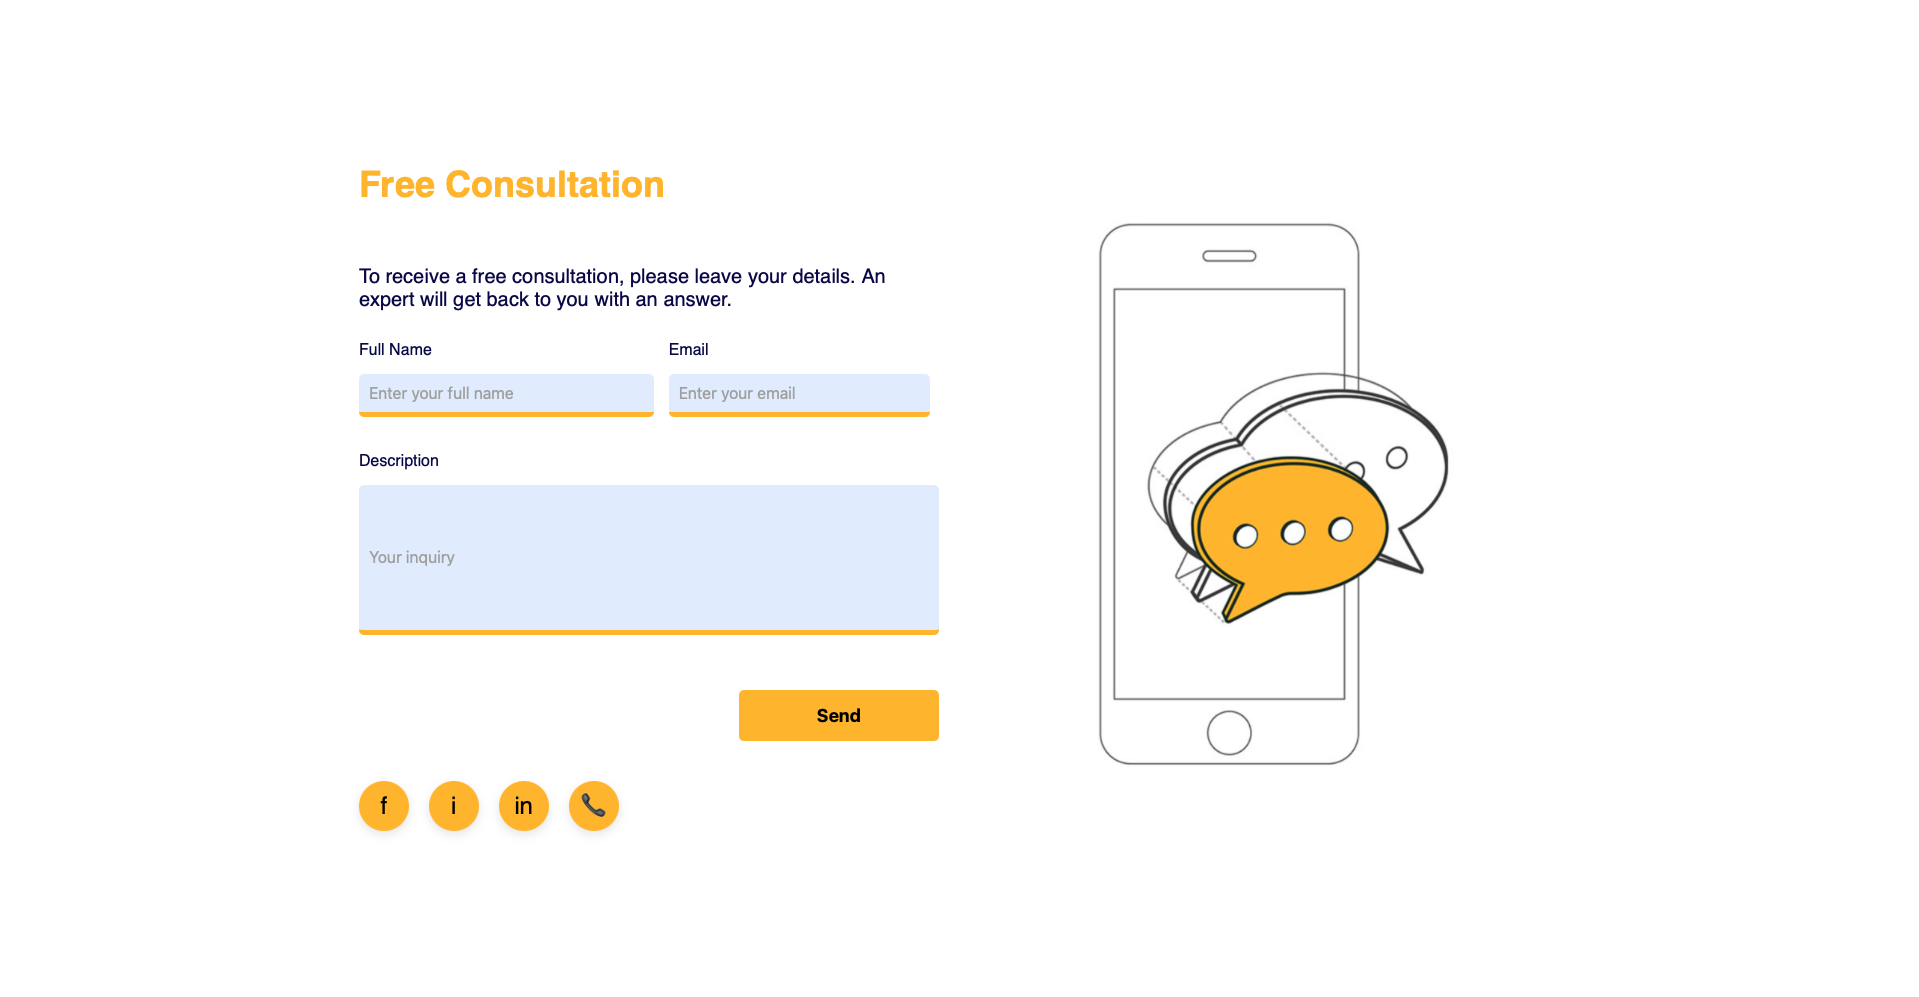 Free Consultation
To receive a free consultation, please leave your details. An
expert will get back to you with an answer.
Full Name
Email
Enter your full name
Enter your email
Description
Your inquiry
Send
f
i
in